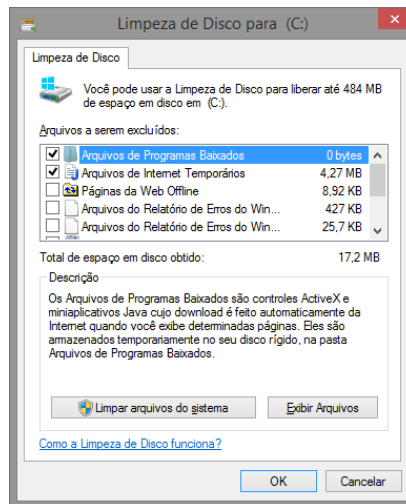 Limpeza de Disco para (C:)
Limpeza de Disco
Você pode usar a Limpeza de Disco para liberar até 484 MB
de espaço em disco em (C:).
Arquivos a serem excluídos:
Arquivos de Programas Baixados 0 bytes
Arquivos de Internet Temporários 4,27 MB
Páginas da Web Offline 8,92 KB
Arquivos do Relatório de Erros do Win... 427 KB
Arquivos do Relatório de Erros do Win... 25,7 KB
Total de espaço em disco obtido: 17,2 MB
Descrição
Os Arquivos de Programas Baixados são controles ActiveX e
miniaplicativos Java cujo download é feito automaticamente da
Internet quando você exibe determinadas páginas. Eles são
armazenados temporariamente no seu disco rígido, na pasta
Arquivos de Programas Baixados.
Limpar arquivos do sistema Exibir Arquivos
Como a Limpeza de Disco funciona?
OK Cancelar